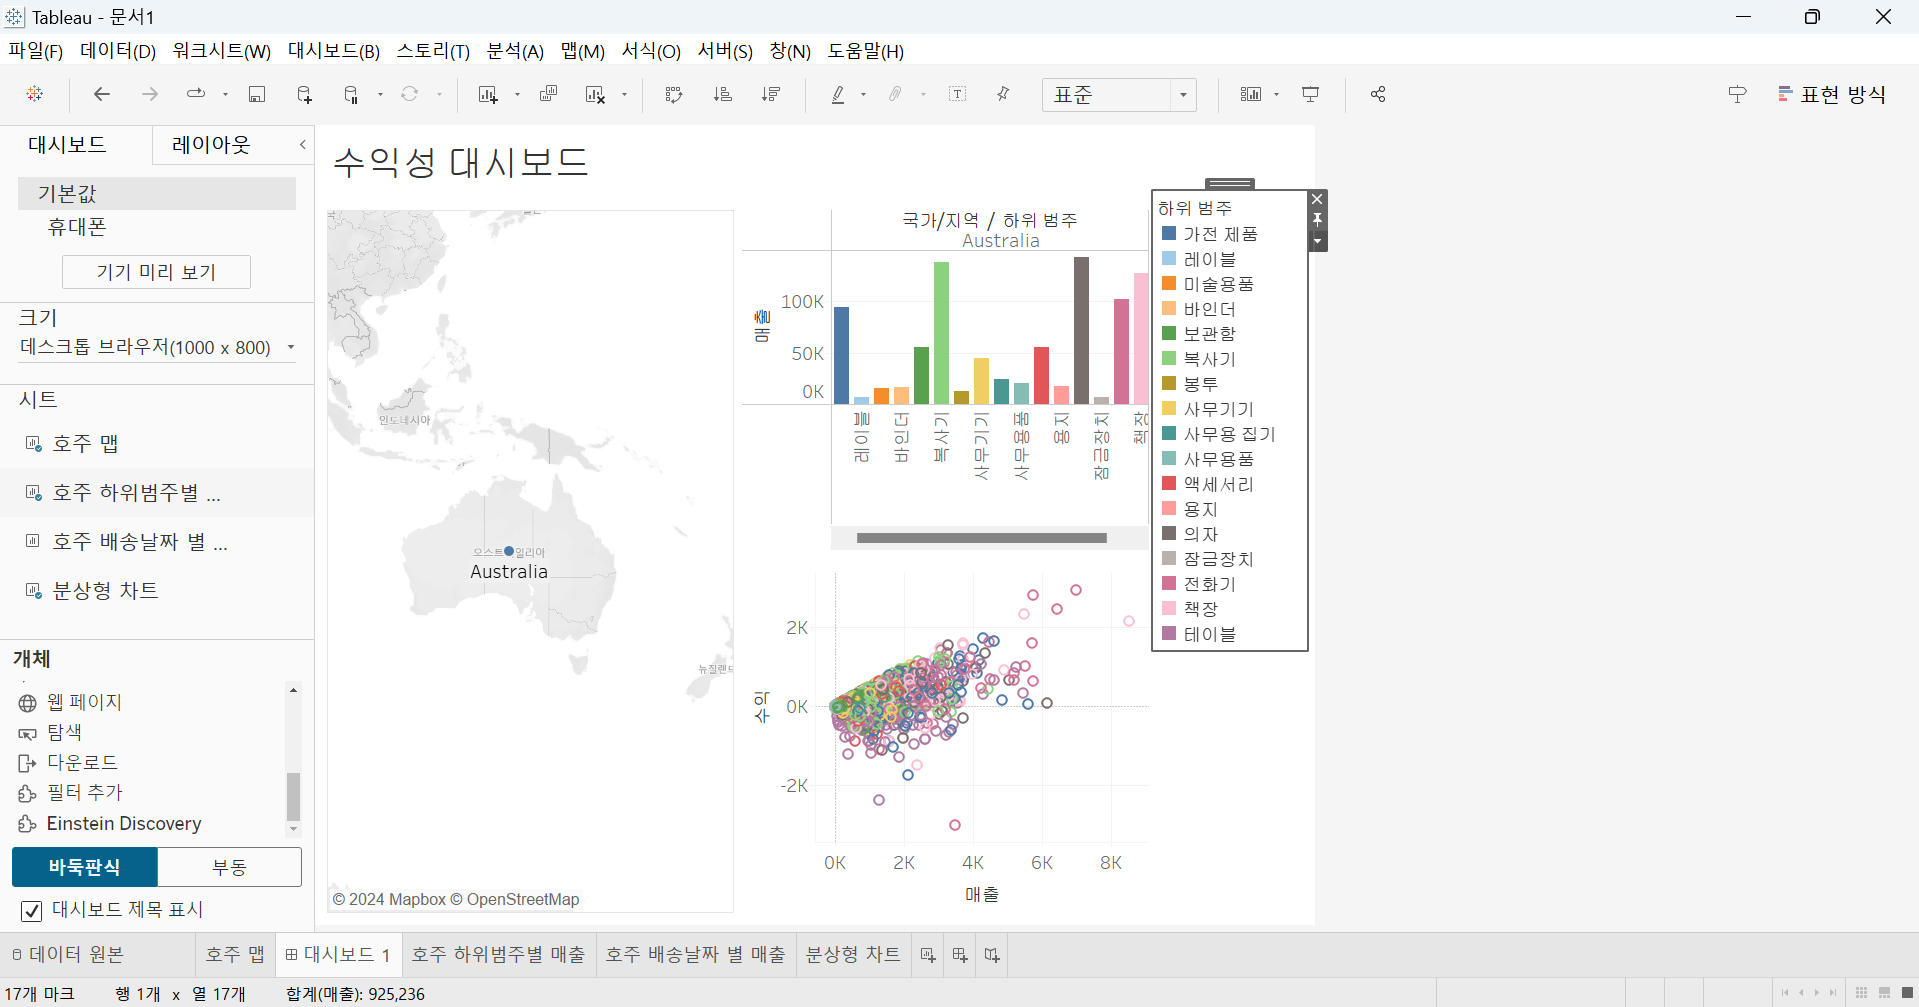 Tableau - 문서1
파일(F) 데이터(D) 워크시트(W) 대시보드(B) 스토리(T) 분석(A) 맵(M) 서식(O) 서버(S) 창(N) 도움말(H)
표준
표현 방식
대시보드 레이아웃
기본값
휴대폰
기기 미리 보기
크기
데스크톱 브라우저(1000 x 800)
시트
호주 맵
호주 하위범주별 ...
호주 배송날짜 별 ...
분상형 차트
개체
웹 페이지
탐색
다운로드
필터 추가
Einstein Discovery
바둑판식 부동
대시보드 제목 표시
수익성 대시보드
인도네시아
오스트 일리아
Australia
뉴질랜드
© 2024 Mapbox © OpenStreetMap
국가/지역 / 하위 범주
Australia
매출
100K
50K
0K
레이블 바인더 복사기 사무기기 사무용품 용지 잠금장치 책장
수익
2K
0K
-2K
0K 2K 4K 6K 8K
매출
하위 범주
가전 제품
레이블
미술용품
바인더
보관함
복사기
봉투
사무기기
사무용 집기
사무용품
액세서리
용지
의자
잠금장치
전화기
책장
테이블
데이터 원본 호주 맵 대시보드 1 호주 하위범주별 매출 호주 배송날짜 별 매출 분상형 차트
17개 마크 행 1개 x 열 17개 합계(매출): 925,236